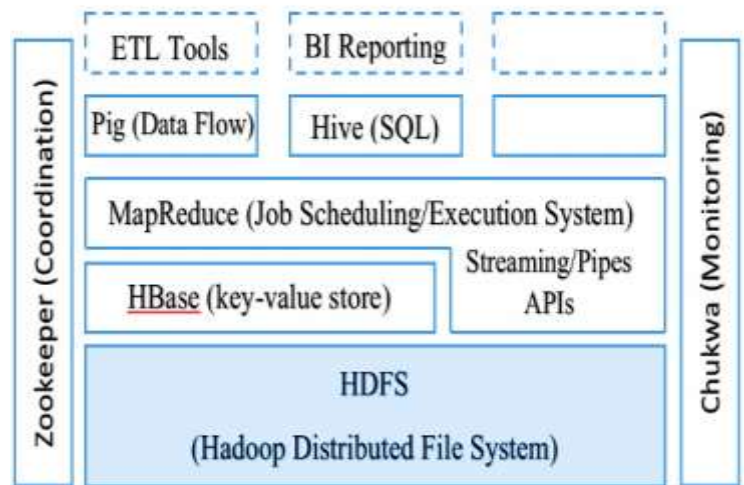 Zookeeper (Coordination)
ETL Tools
BI Reporting
Pig (Data Flow)
Hive (SQL)
MapReduce (Job Scheduling/Execution System)
Streaming/Pipes
APIs
HBase (key-value store)
HDFS
(Hadoop Distributed File System)
Chukwa (Monitoring)